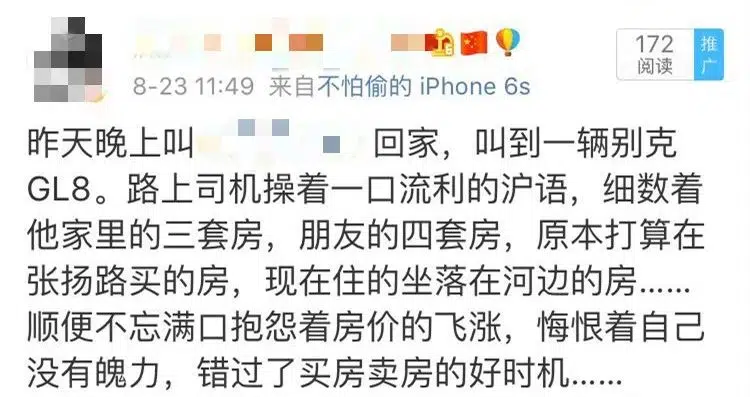 172
阅读
推广
8-23 11:49 来自不怕偷的 iPhone 6s
昨天晚上叫 回家，叫到一辆别克
GL8。路上司机操着一口流利的沪语，细数着
他家里的三套房，朋友的四套房，原本打算在
张扬路买的房，现在住的坐落在河边的房……
顺便不忘满口抱怨着房价的飞涨，悔恨着自己
没有魄力，错过了买房卖房的好时机……